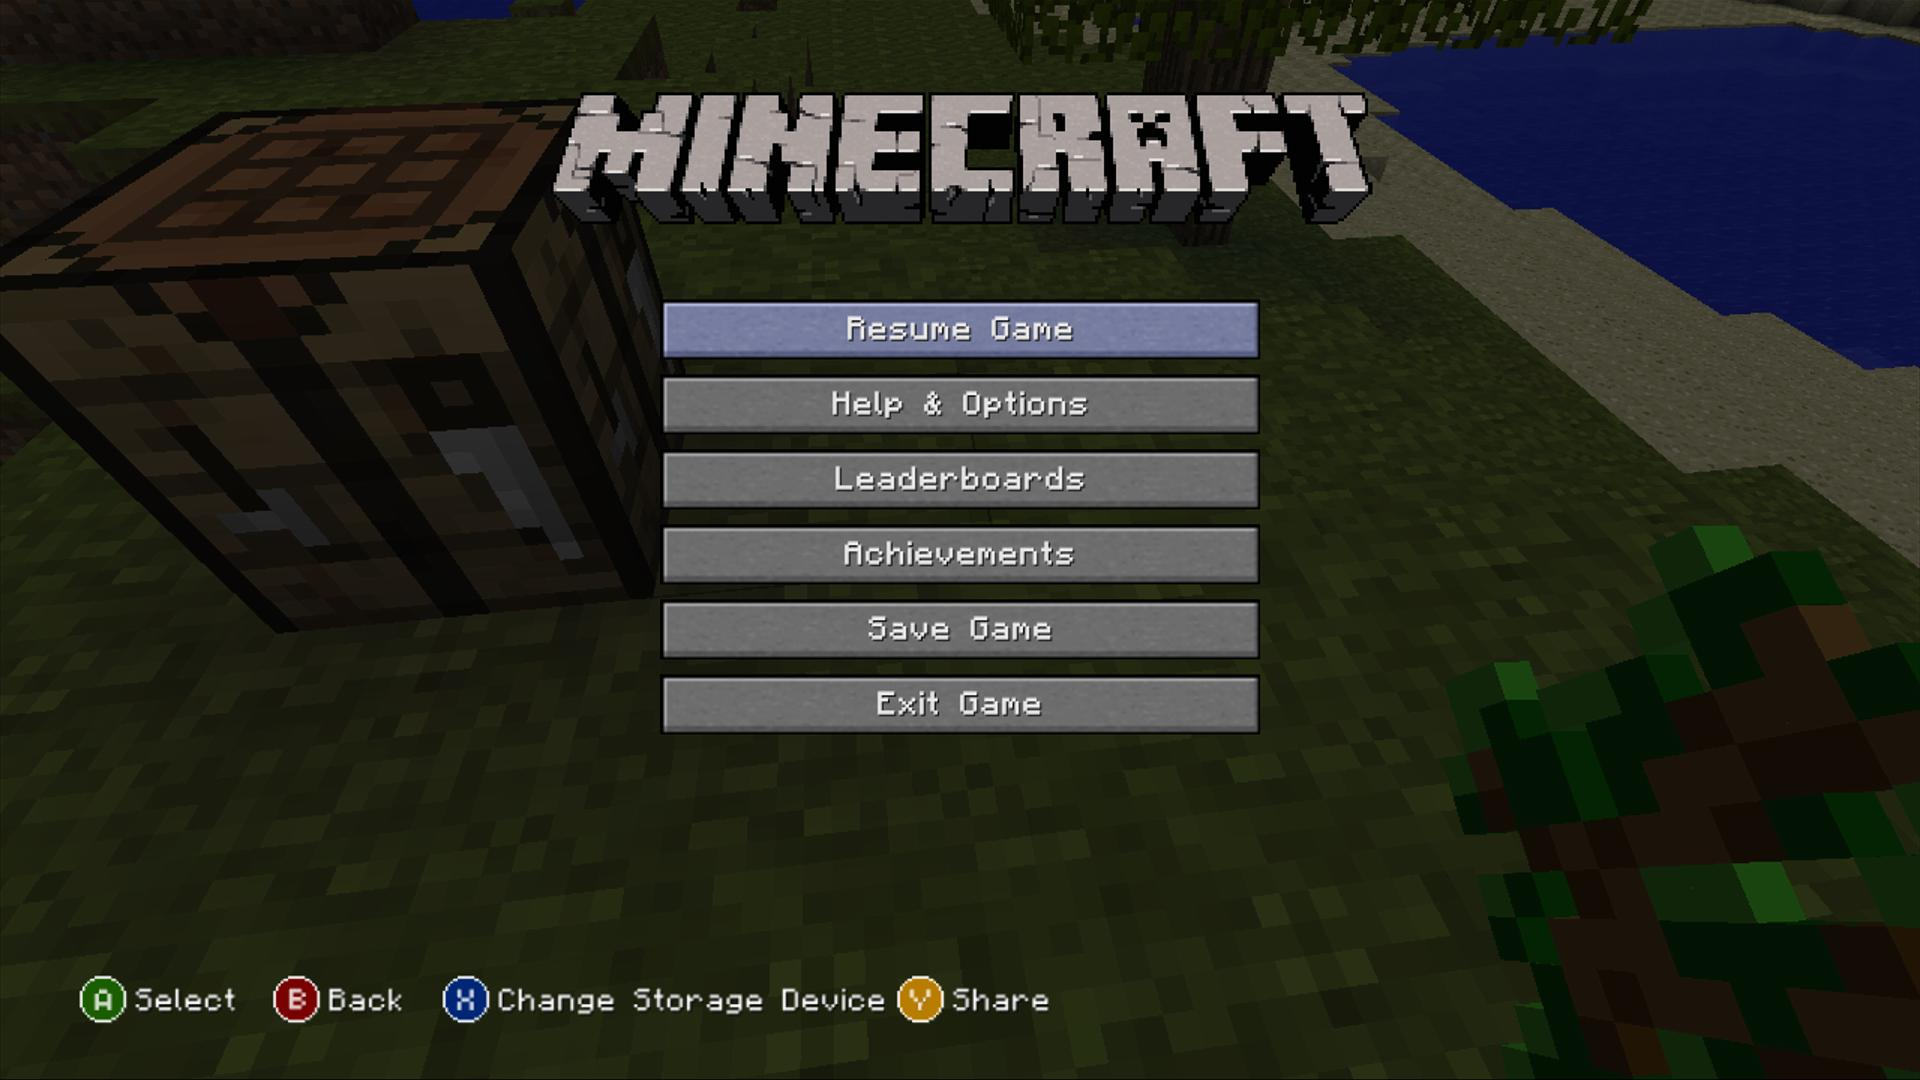 MINECRAFT
Resume Game
Help & Options
Leaderboards
Achievements
Save Game
Exit Game
A Select B Back X Change Storage Device Y Share